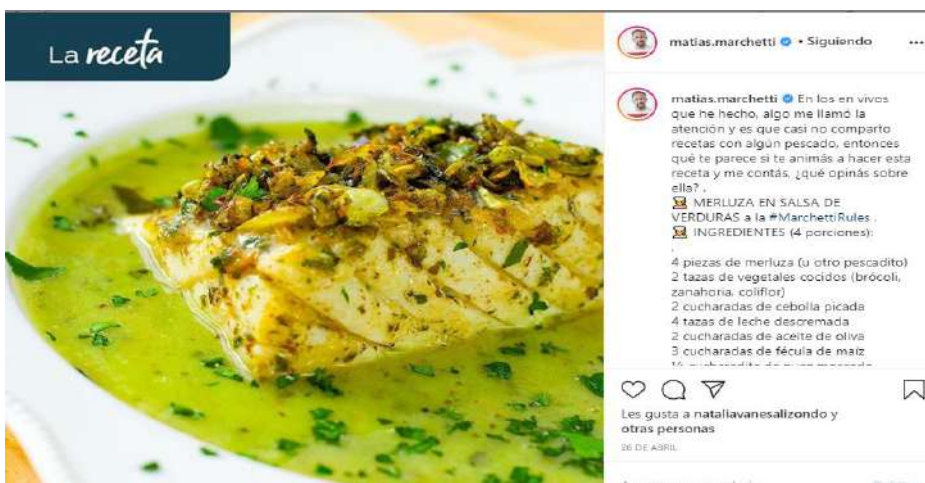 La receta
matias.marchetti • Siguiendo
matias.marchetti En los en vivos
que he hecho, algo me llamó la
atención y es que casi no comparto
recetas con algún pescado, entonces
qué te parece si te animás a hacer esta
receta y me contás, ¿qué opinás sobre
ella? .
MERLUZA EN SALSA DE
VERDURAS a la #MarchettiRules .
INGREDIENTES (4 porciones):
.
4 piezas de merluza (u otro pescadito)
2 tazas de vegetales cocidos (brócoli,
zanahoria, coliflor)
2 cucharadas de cebolla picada
4 tazas de leche descremada
2 cucharadas de aceite de oliva
3 cucharadas de fécula de maíz
Les gusta a nataliavanesalizondo y
otras personas
26 DE ABRIL